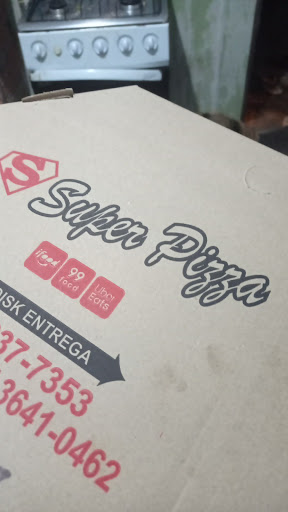 S
Super Pizza
ifood 99 food Uber Eats
DISK ENTREGA
37-7353
3641-0462